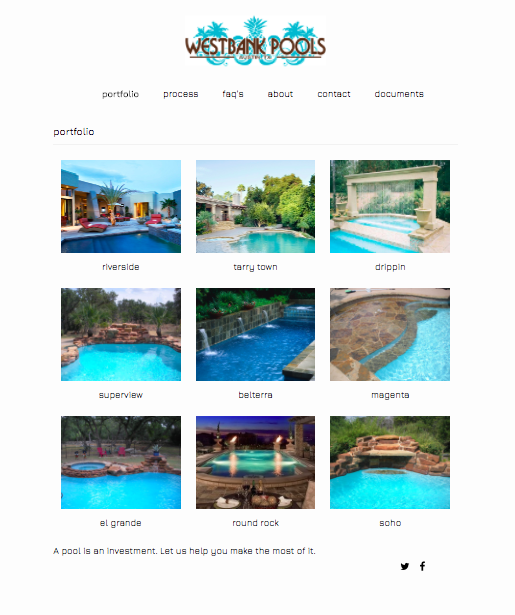 WESTBANK POOLS
AUSTIN TX
portfolio process faq's about contact documents
portfolio
riverside tarry town drippin
superview belterra magenta
el grande round rock soho
A pool is an investment. Let us help you make the most of it.